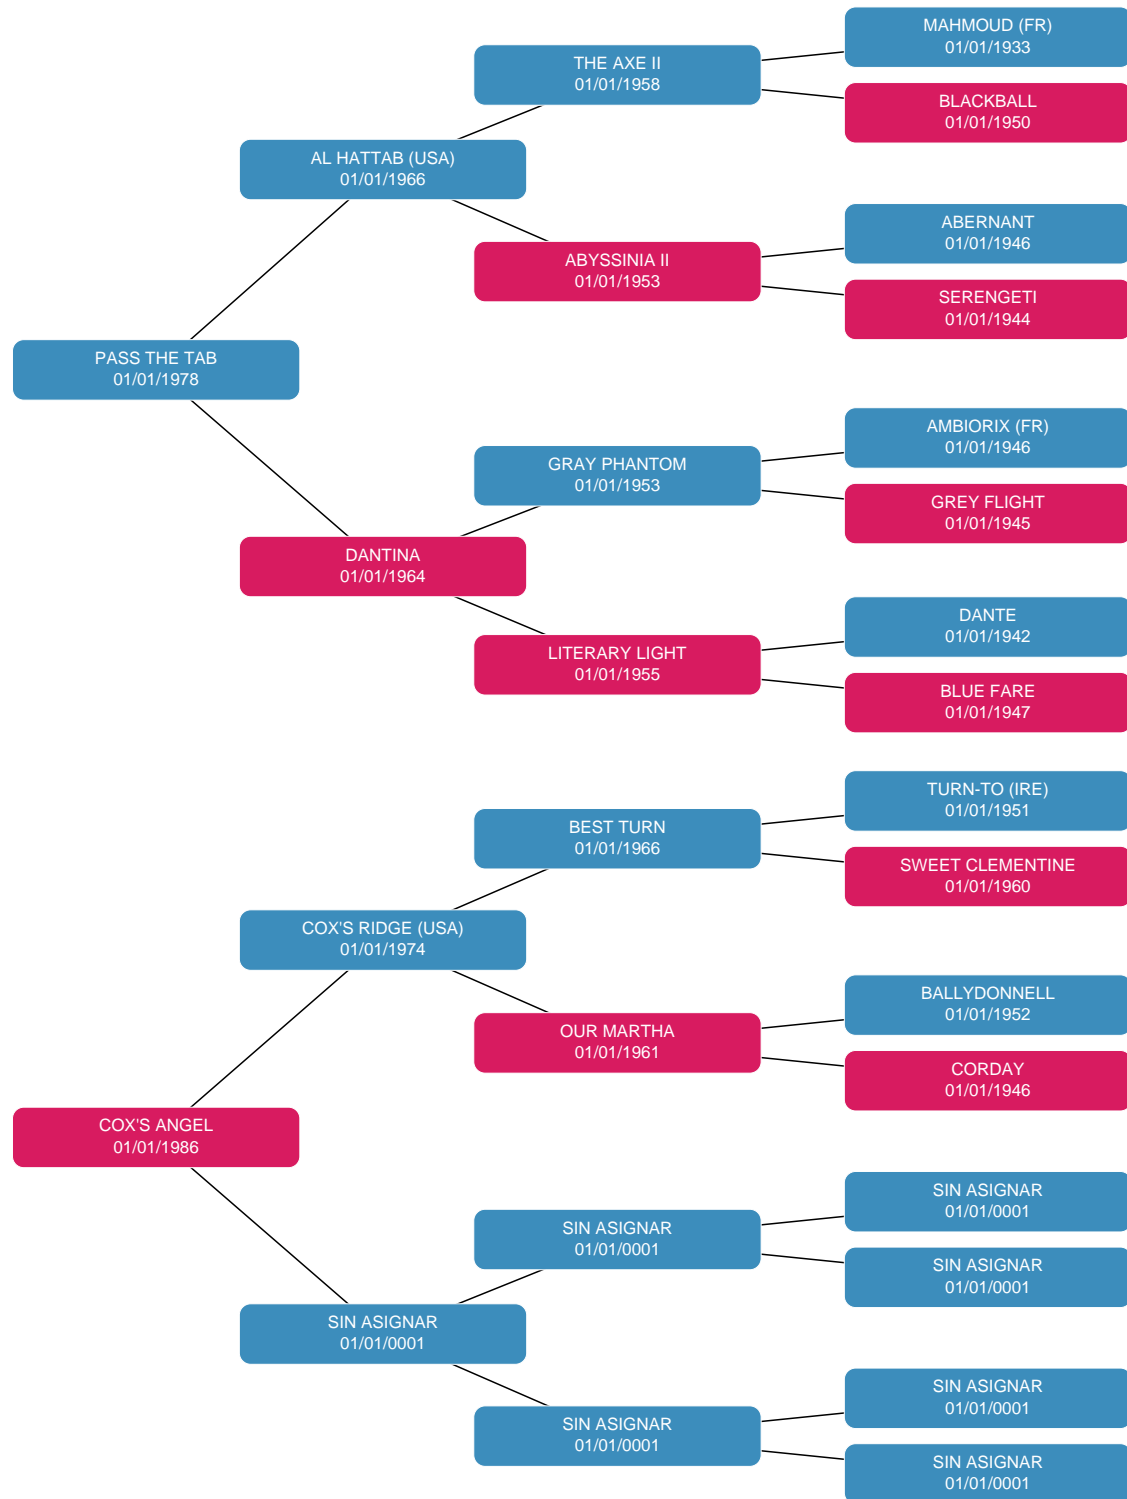 MAHMOUD (FR)
01/01/1933
THE AXE II
01/01/1958
BLACKBALL
01/01/1950
AL HATTAB (USA)
01/01/1966
ABERNANT
01/01/1946
ABYSSINIA II
01/01/1953
SERENGETI
01/01/1944
PASS THE TAB
01/01/1978
AMBIORIX (FR)
01/01/1946
GRAY PHANTOM
01/01/1953
GREY FLIGHT
01/01/1945
DANTINA
01/01/1964
DANTE
01/01/1942
LITERARY LIGHT
01/01/1955
BLUE FARE
01/01/1947
TURN-TO (IRE)
01/01/1951
BEST TURN
01/01/1966
SWEET CLEMENTINE
01/01/1960
COX'S RIDGE (USA)
01/01/1974
BALLYDONNELL
01/01/1952
OUR MARTHA
01/01/1961
CORDAY
01/01/1946
COX'S ANGEL
01/01/1986
SIN ASIGNAR
01/01/0001
SIN ASIGNAR
01/01/0001
SIN ASIGNAR
01/01/0001
SIN ASIGNAR
01/01/0001
SIN ASIGNAR
01/01/0001
SIN ASIGNAR
01/01/0001
SIN ASIGNAR
01/01/0001